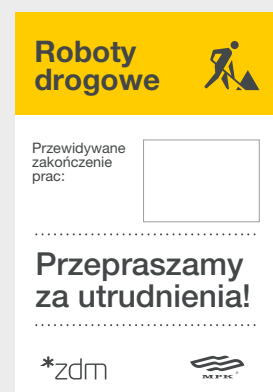 Roboty
drogowe
Przewidywane
zakończenie
prac:
Przepraszamy
za utrudnienia!
*zdm
MPK